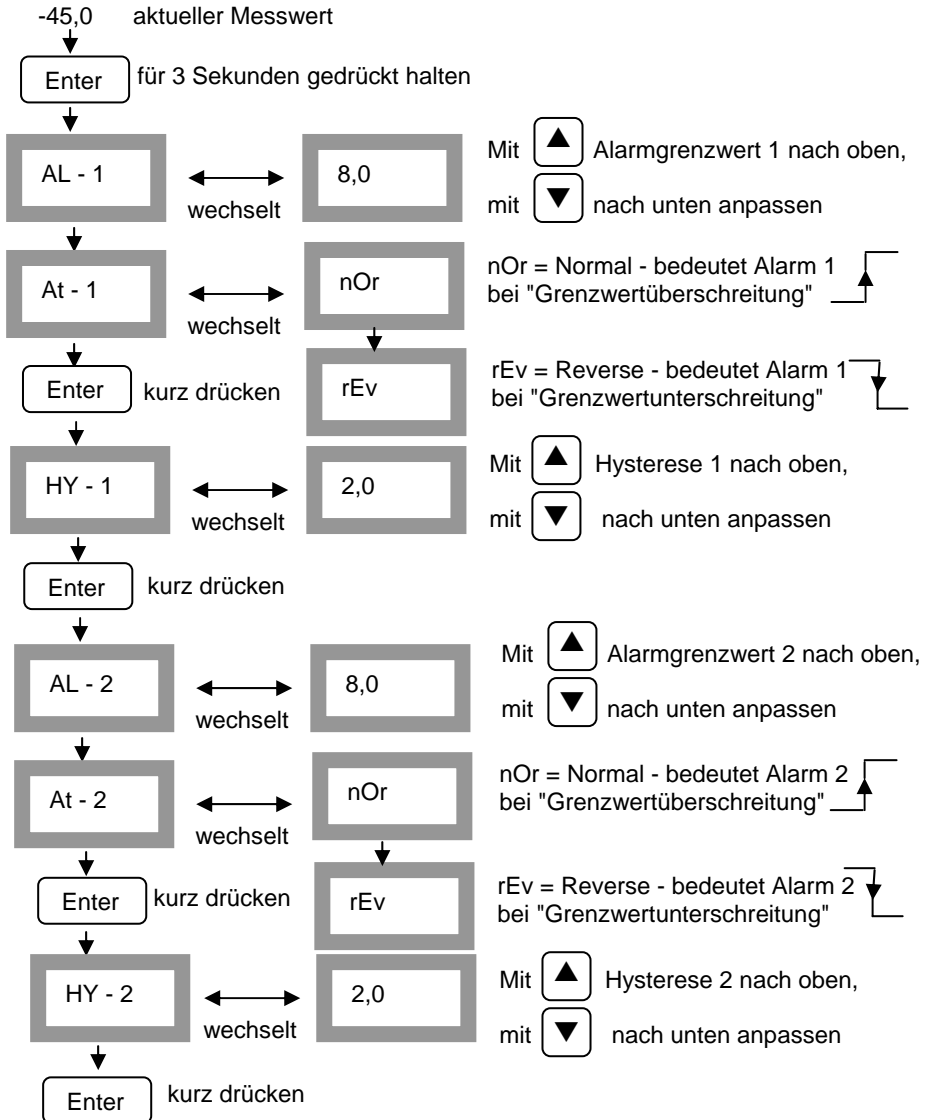 -45,0 aktueller Messwert
Enter für 3 Sekunden gedrückt halten
AL - 1
wechselt
8,0
Mit ▲ Alarmgrenzwert 1 nach oben,
mit ▼ nach unten anpassen
At - 1
wechselt
nOr
nOr = Normal - bedeutet Alarm 1
bei "Grenzwertüberschreitung"
Enter kurz drücken
rEv
rEv = Reverse - bedeutet Alarm 1
bei "Grenzwertunterschreitung"
HY - 1
wechselt
2,0
Mit ▲ Hysterese 1 nach oben,
mit ▼ nach unten anpassen
Enter kurz drücken
AL - 2
wechselt
8,0
Mit ▲ Alarmgrenzwert 2 nach oben,
mit ▼ nach unten anpassen
At - 2
wechselt
nOr
nOr = Normal - bedeutet Alarm 2
bei "Grenzwertüberschreitung"
Enter kurz drücken
rEv
rEv = Reverse - bedeutet Alarm 2
bei "Grenzwertunterschreitung"
HY - 2
wechselt
2,0
Mit ▲ Hysterese 2 nach oben,
mit ▼ nach unten anpassen
Enter kurz drücken